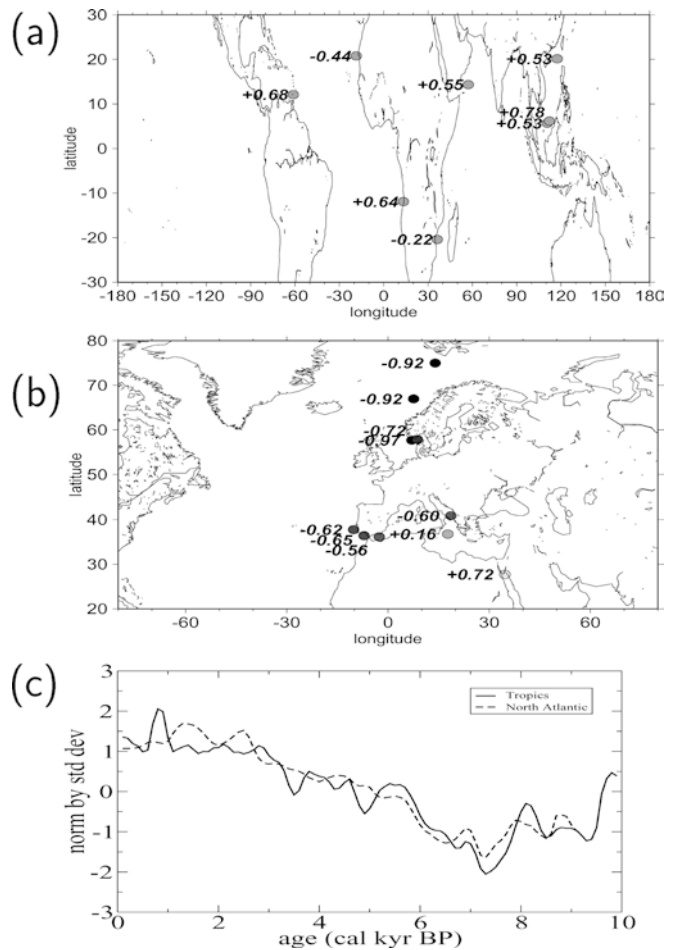 (a)
30
20
10
0
-10
-20
-30
latitude
-0.44
+0.53
+0.68
+0.55
+0.78
+0.53
+0.64
-0.22
-180 -150 -120 -90 -60 -30 0 30 60 90 120 150 180
longitude
(b)
80
70
60
50
40
30
20
latitude
-0.92
-0.92
-0.72
-0.97
-0.60
-0.62
-0.65
+0.16
-0.56
+0.72
-60 -30 0 30 60
longitude
(c)
3
2
1
0
-1
-2
-3
norm by std dev
Tropics
North Atlantic
0 2 4 6 8 10
age (cal kyr BP)